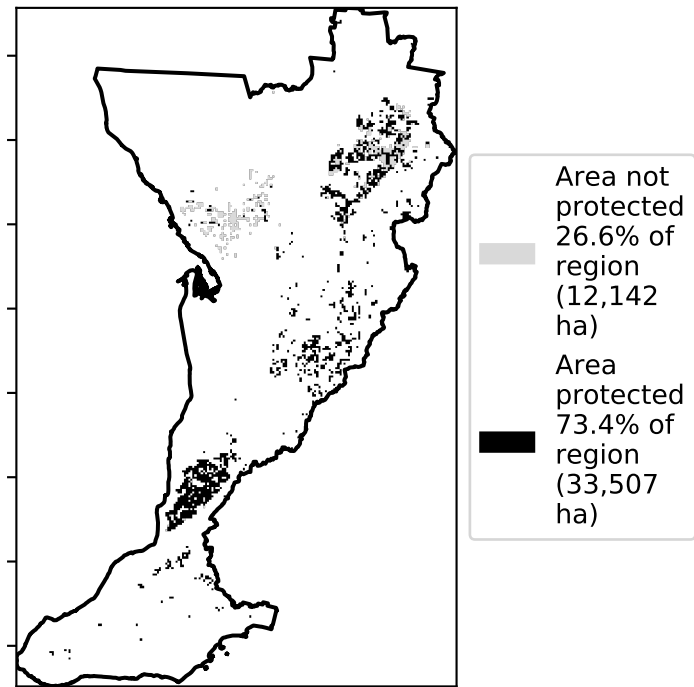 Area not
protected
26.6% of
region
(12,142
ha)
Area
protected
73.4% of
region
(33,507
ha)